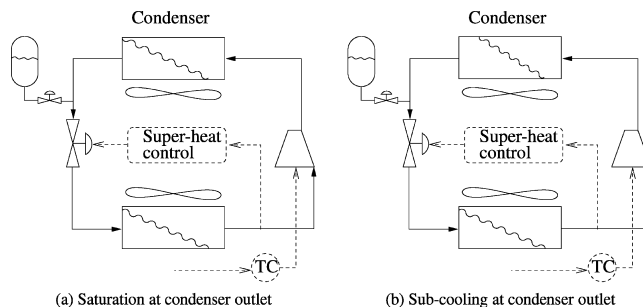 Condenser
Super-heat
control
TC
(a) Saturation at condenser outlet
Condenser
Super-heat
control
TC
(b) Sub-cooling at condenser outlet